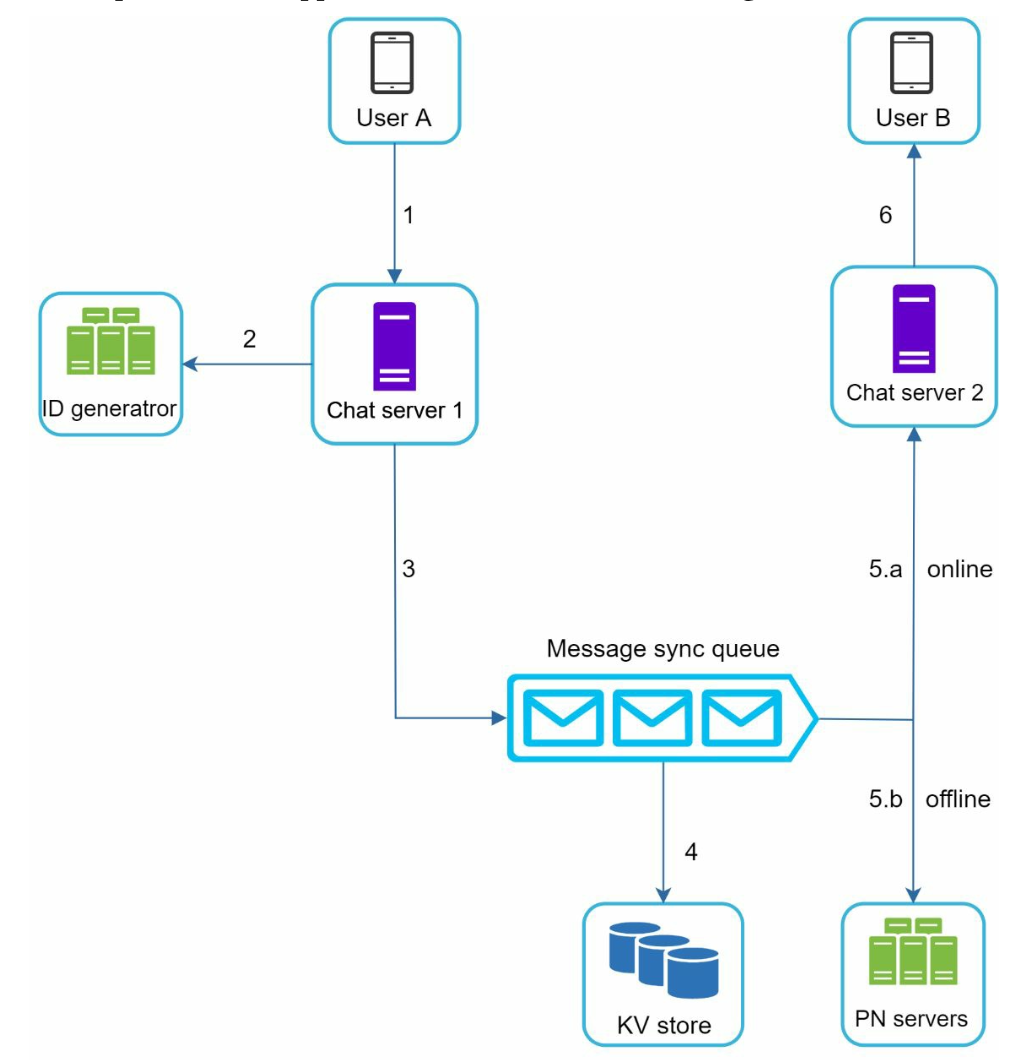 User A
User B
1
6
2
ID generatror
Chat server 1
Chat server 2
3
5.a online
Message sync queue
5.b offline
4
KV store
PN servers